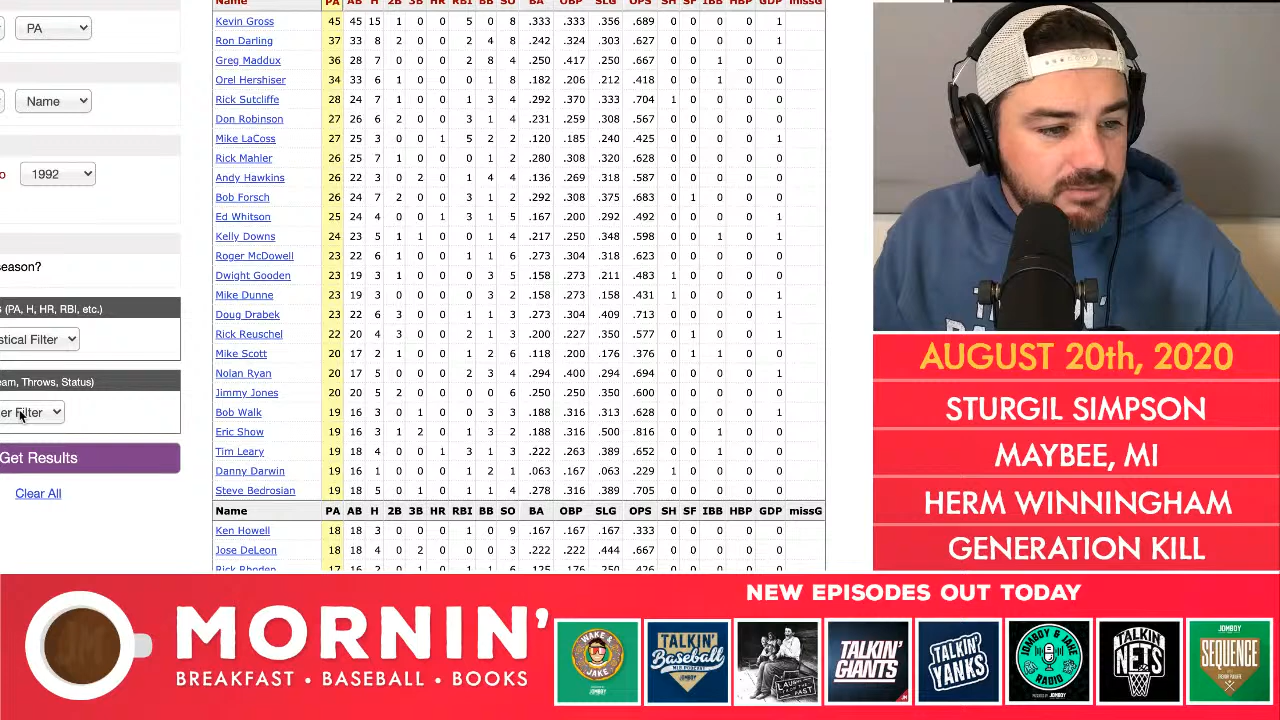 Name PA AB H 2B 3B HR RBI BB SO BA OBP SLG OPS SH SF IBB HBP GDP missG
Kevin Gross 45 45 15 1 0 0 5 0 8 .333 .333 .356 .689 0 0 0 0 1
Ron Darling 37 33 8 2 0 0 2 4 8 .242 .324 .303 .627 0 0 0 0 1
Greg Maddux 36 28 7 0 0 0 2 8 4 .250 .417 .250 .667 0 0 1 0 0
Orel Hershiser 34 33 6 1 0 0 0 1 8 .182 .206 .212 .418 0 0 1 0 0
Rick Sutcliffe 28 24 7 1 0 0 1 3 4 .292 .370 .333 .704 1 0 0 0 0
Don Robinson 27 26 6 2 0 0 3 1 4 .231 .259 .308 .567 0 0 1 0 0
Mike LaCoss 27 25 3 0 0 1 5 2 2 .120 .185 .240 .425 0 0 0 0 1
Rick Mahler 26 25 7 1 0 0 0 1 2 .280 .308 .320 .628 0 0 0 0 0
Andy Hawkins 26 22 3 0 2 0 1 4 4 .136 .269 .318 .587 0 0 1 0 0
Bob Forsch 26 24 7 2 0 0 3 1 2 .292 .308 .375 .683 0 1 0 0 0
Ed Whitson 25 24 4 0 0 1 3 1 5 .167 .200 .292 .492 0 0 0 0 1
Kelly Downs 24 23 5 1 1 0 0 1 4 .217 .250 .348 .598 0 0 1 0 0
Roger McDowell 23 22 6 1 0 0 1 1 6 .273 .304 .318 .623 0 0 0 0 0
Dwight Gooden 23 19 3 1 0 0 0 3 5 .158 .273 .211 .483 1 0 0 0 0
Mike Dunne 23 19 3 0 0 0 0 3 2 .158 .273 .158 .431 1 0 0 0 1
Doug Drabek 23 22 6 3 0 0 0 1 5 .273 .304 .409 .713 0 0 0 0 0
Rick Reuschel 22 20 4 3 0 0 2 1 0 .200 .227 .350 .577 0 1 0 0 0
Mike Scott 20 17 2 1 0 0 0 2 6 .118 .200 .176 .376 0 1 1 0 0
Nolan Ryan 20 17 5 0 0 0 2 3 4 .294 .400 .294 .694 0 0 0 0 1
Jimmy Jones 20 20 5 2 0 0 0 0 6 .250 .250 .350 .600 0 0 0 0 0
Bob Walk 19 16 3 0 1 0 0 3 3 .188 .316 .313 .628 0 0 0 0 1
Eric Show 19 16 3 1 2 0 1 3 2 .188 .316 .500 .816 0 0 1 0 0
Tim Leary 19 18 4 0 0 1 3 1 3 .222 .263 .389 .652 0 0 0 0 0
Danny Darwin 19 16 1 0 0 0 1 2 1 .063 .167 .063 .229 1 0 0 0 0
Steve Bedrosian 19 18 5 0 1 0 1 1 4 .278 .316 .389 .705 0 0 0 0 0
Name PA AB H 2B 3B HR RBI BB SO BA OBP SLG OPS SH SF IBB HBP GDP missG
Ken Howell 18 18 3 0 0 0 1 0 9 .167 .167 .167 .333 0 0 0 0 0
Jose DeLeon 18 18 4 0 2 0 0 0 3 .222 .222 .444 .667 0 0 0 0 0
Rick Rhoden 17 16 2
PA
Name
1992
season?
s (PA, H, HR, RBI, etc.)
stical Filter
eam, Throws, Status)
er Filter
Get Results
Clear All
AUGUST 20th, 2020
STURGIL SIMPSON
MAYBEE, MI
HERM WINNINGHAM
GENERATION KILL
MORNIN'
BREAKFAST • BASEBALL • BOOKS
NEW EPISODES OUT TODAY
WAKE & JAKE
TALKIN' Baseball
LAUGHS FROM THE PAST
TALKIN' GIANTS
TALKIN' YANKS
JOMBOY & JAKE RADIO
TALKIN NETS
JOMBOY SEQUENCE